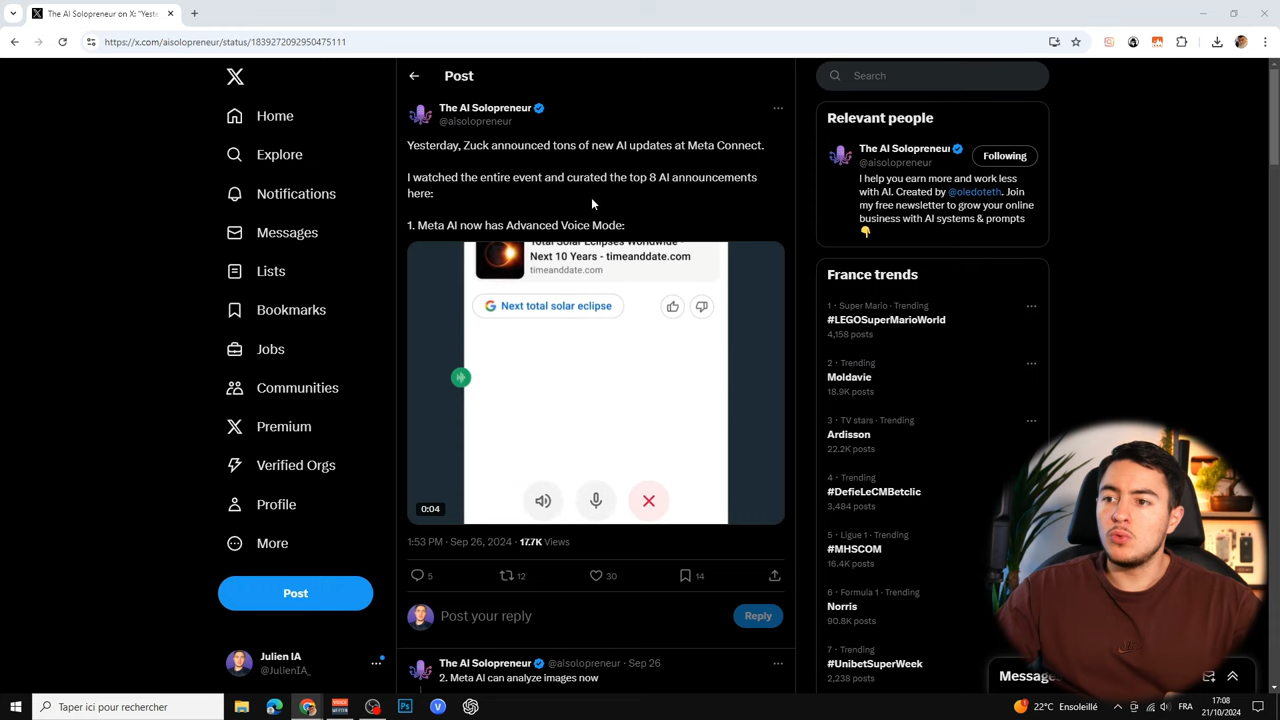 The AI Solopreneur on X: "Yeste
https://x.com/aisolopreneur/status/1839272092950475111
Home
Explore
Notifications
Messages
Lists
Bookmarks
Jobs
Communities
Premium
Verified Orgs
Profile
More
Post
Julien IA
@JulienIA_
Post
The AI Solopreneur
@aisolopreneur
Yesterday, Zuck announced tons of new AI updates at Meta Connect.
I watched the entire event and curated the top 8 AI announcements
here:
1. Meta AI now has Advanced Voice Mode:
Total Solar Eclipses Worldwide -
Next 10 Years - timeanddate.com
timeanddate.com
Next total solar eclipse
0:04
1:53 PM · Sep 26, 2024 · 17.7K Views
5
12
30
14
Post your reply
Reply
The AI Solopreneur @aisolopreneur · Sep 26
2. Meta AI can analyze images now
Search
Relevant people
The AI Solopreneur
@aisolopreneur
Following
I help you earn more and work less
with AI. Created by @oledoteth. Join
my free newsletter to grow your online
business with AI systems & prompts
France trends
1 · Super Mario · Trending
#LEGOSuperMarioWorld
4,158 posts
2 · Trending
Moldavie
18.9K posts
3 · TV stars · Trending
Ardisson
22.2K posts
4 · Trending
#DefieLeCMBetclic
3,484 posts
5 · Ligue 1 · Trending
#MHSCOM
16.4K posts
6 · Formula 1 · Trending
Norris
90.8K posts
7 · Trending
#UnibetSuperWeek
2,238 posts
Message
Taper ici pour rechercher
VOICE
Ps
V
22°C Ensoleillé
FRA
17:08
21/10/2024